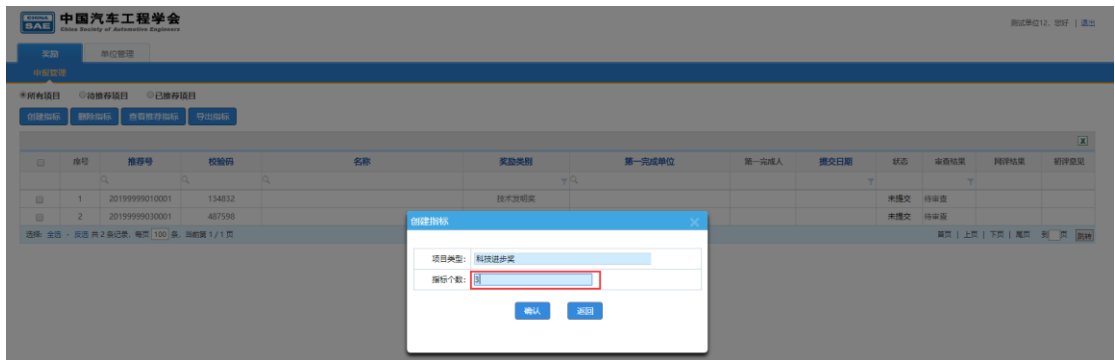 CHINA SAE 中国汽车工程学会
China Society of Automotive Engineers
测试单位12, 您好 | 退出
奖励 单位管理
申报管理
所有项目 待推荐项目 已推荐项目
创建指标 删除指标 查看推荐指标 导出指标
序号 推荐号 校验码 名称 奖励类别 第一完成单位 第一完成人 提交日期 状态 审查结果 网评结果 初评意见
1 20199999010001 134832 技术发明奖 未提交 待审查
2 20199999030001 487598 未提交 待审查
选择: 全选 - 反选 共 2 条记录, 每页 100 条, 当前第 1 / 1 页 首页 | 上页 | 下页 | 尾页 到 页 跳转
创建指标
项目类型: 科技进步奖
指标个数: 3
确认 返回